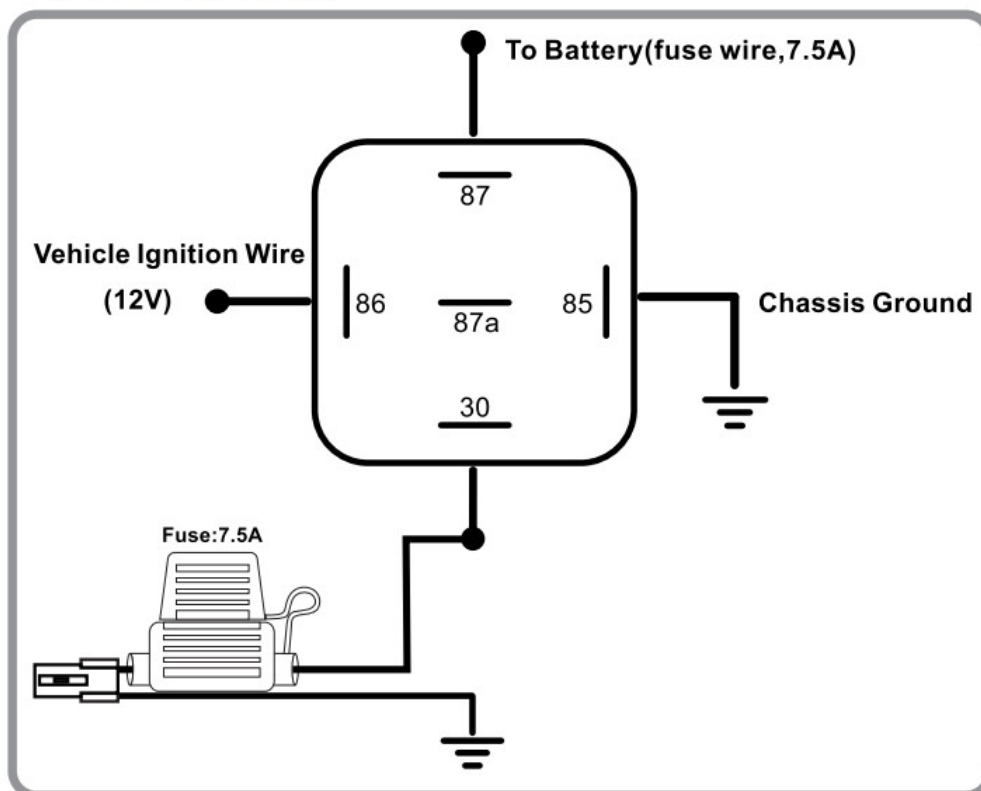 To Battery(fuse wire,7.5A)
87
Vehicle Ignition Wire
(12V)
86
87a
85
Chassis Ground
30
Fuse:7.5A